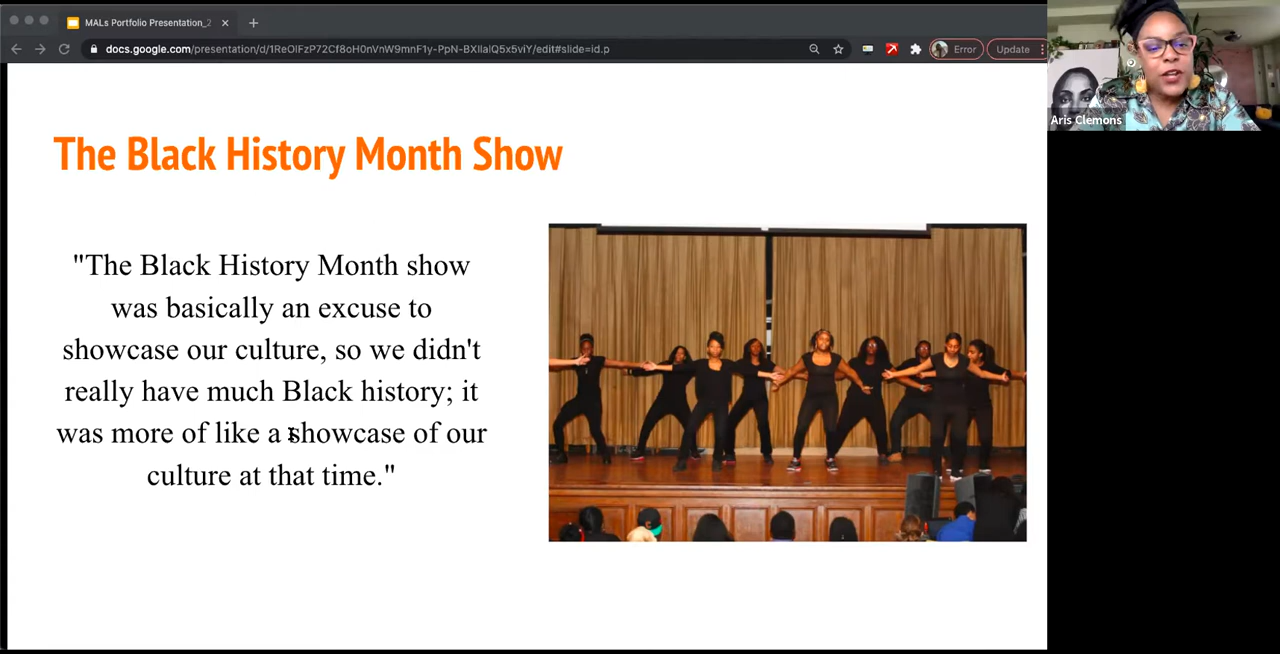 MALs Portfolio Presentation_2
docs.google.com/presentation/d/1ReOlFzP72Cf8oH0nVnW9mnF1y-PpN-BXIIalQ5x5viY/edit#slide=id.p
Error
Update
Aris Clemons
The Black History Month Show
"The Black History Month show
was basically an excuse to
showcase our culture, so we didn't
really have much Black history; it
was more of like a showcase of our
culture at that time."